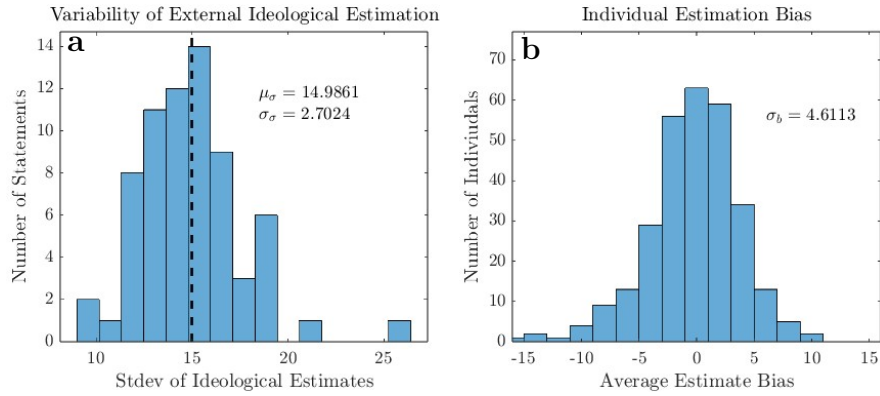 Variability of External Ideological Estimation
a
μσ = 14.9861
σσ = 2.7024
Number of Statements
0
2
4
6
8
10
12
14
10 15 20 25
Stdev of Ideological Estimates
Individual Estimation Bias
b
σb = 4.6113
Number of Indiviudals
0
10
20
30
40
50
60
70
-15 -10 -5 0 5 10 15
Average Estimate Bias